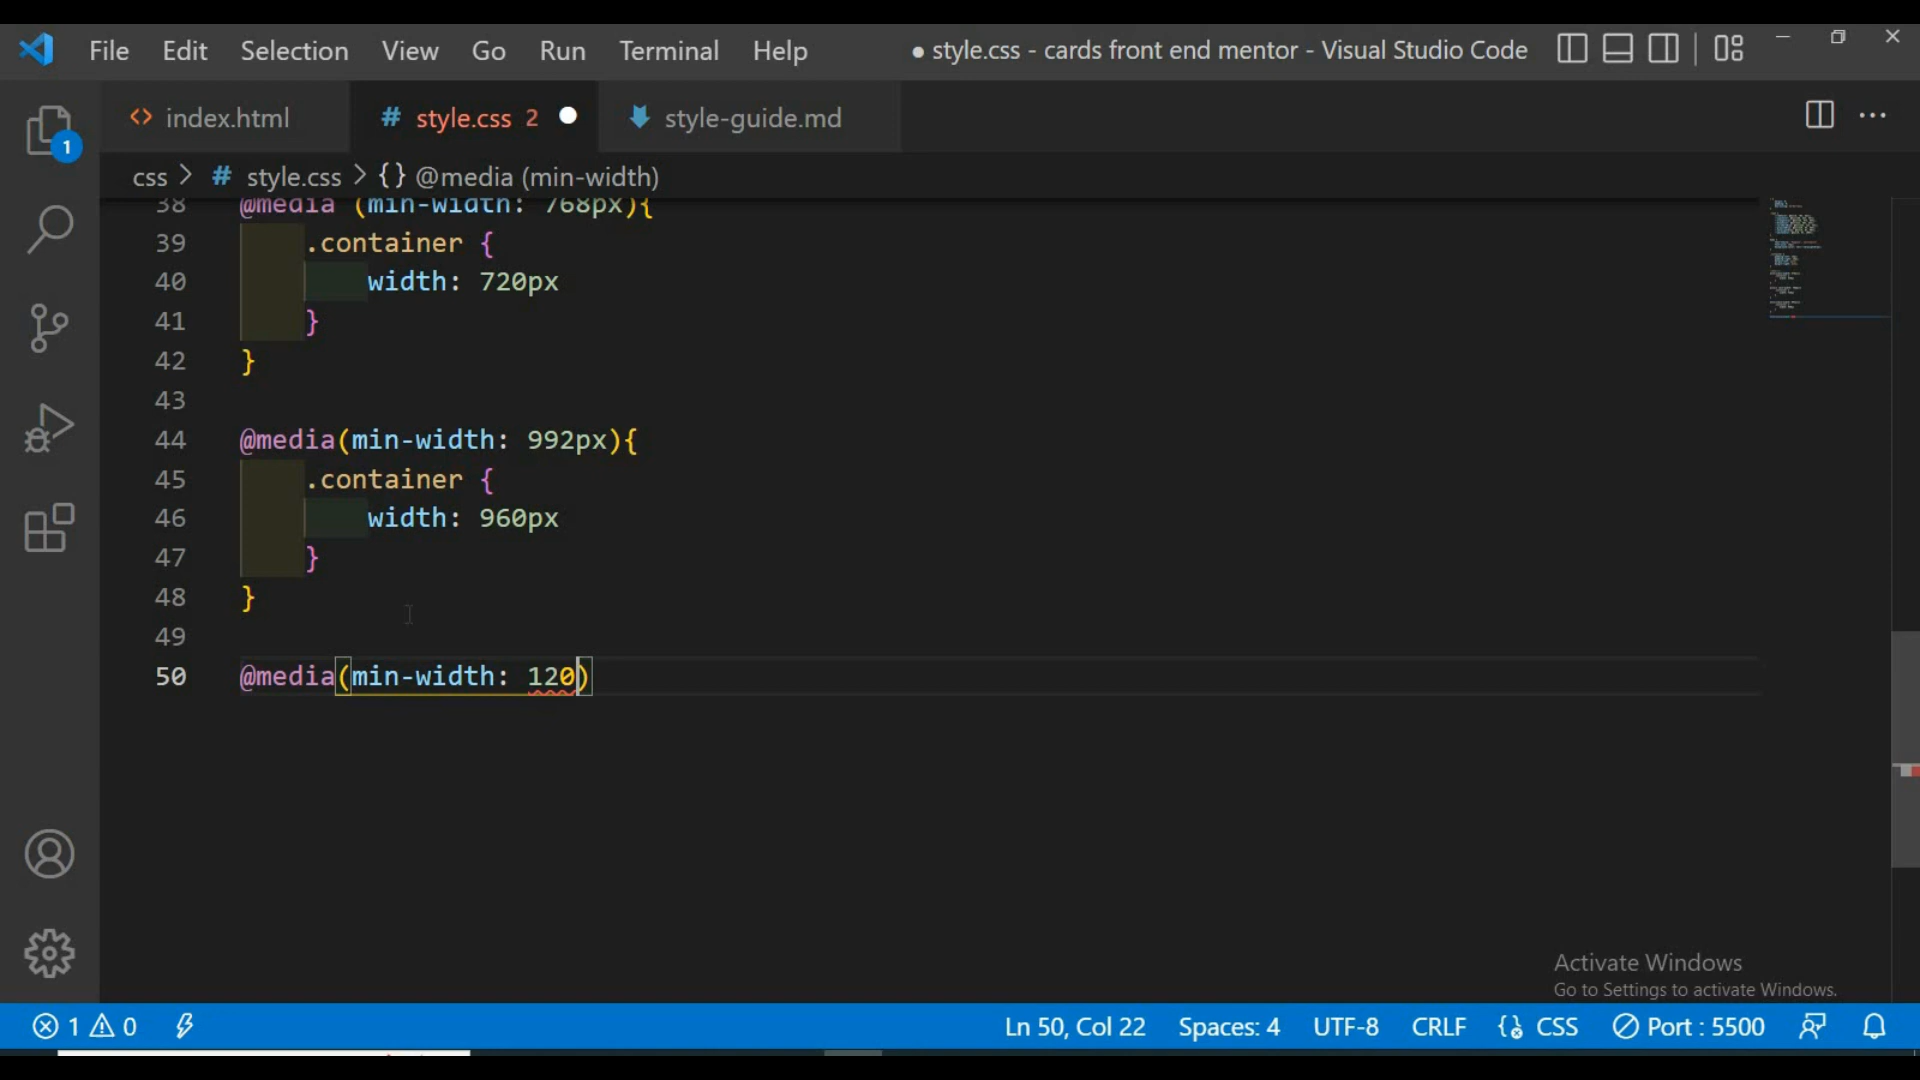 File Edit Selection View Go Run Terminal Help ● style.css - cards front end mentor - Visual Studio Code
<> index.html # style.css 2 ● style-guide.md ...
1
css > # style.css > {} @media (min-width)
38 @media (min-width: 768px){
39 .container {
40 width: 720px
41 }
42 }
43
44 @media(min-width: 992px){
45 .container {
46 width: 960px
47 }
48 }
49
50 @media(min-width: 120)
Activate Windows
Go to Settings to activate Windows.
1 0 Ln 50, Col 22 Spaces: 4 UTF-8 CRLF {} CSS Port : 5500